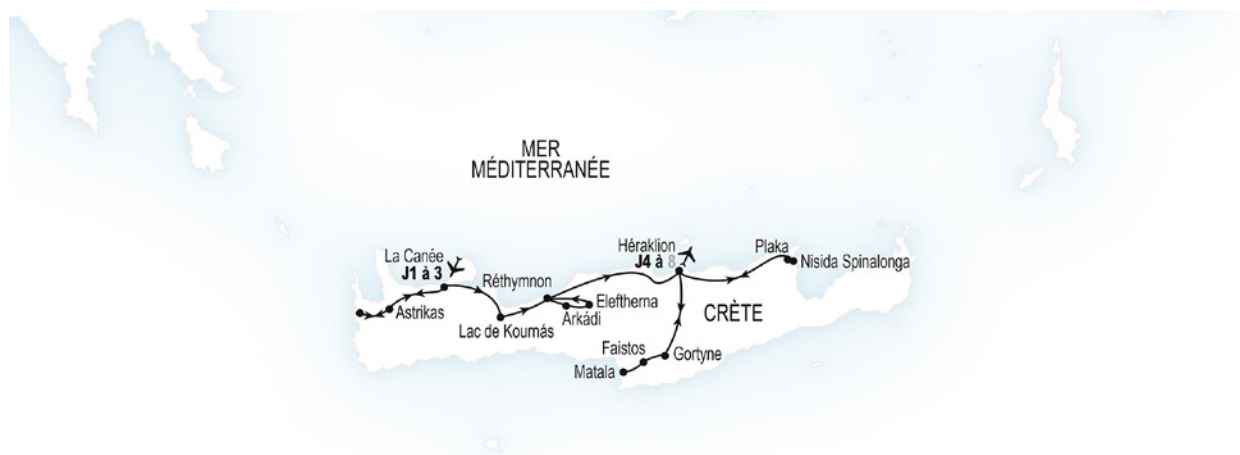 MER
MÉDITERRANÉE
La Canée
J1 à 3
Réthymnon
Héraklion
J4 à 8
Plaka
Nisida Spinalonga
Astrikas
Lac de Kournás
Eleftherna
Arkádi
CRÈTE
Faistos
Gortyne
Matala